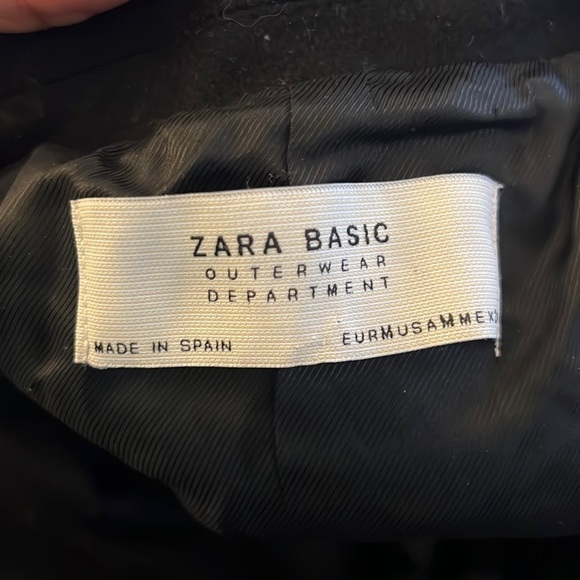 ZARA BASIC
OUTERWEAR
DEPARTMENT
MADE IN SPAIN
EURMUSAMMEX